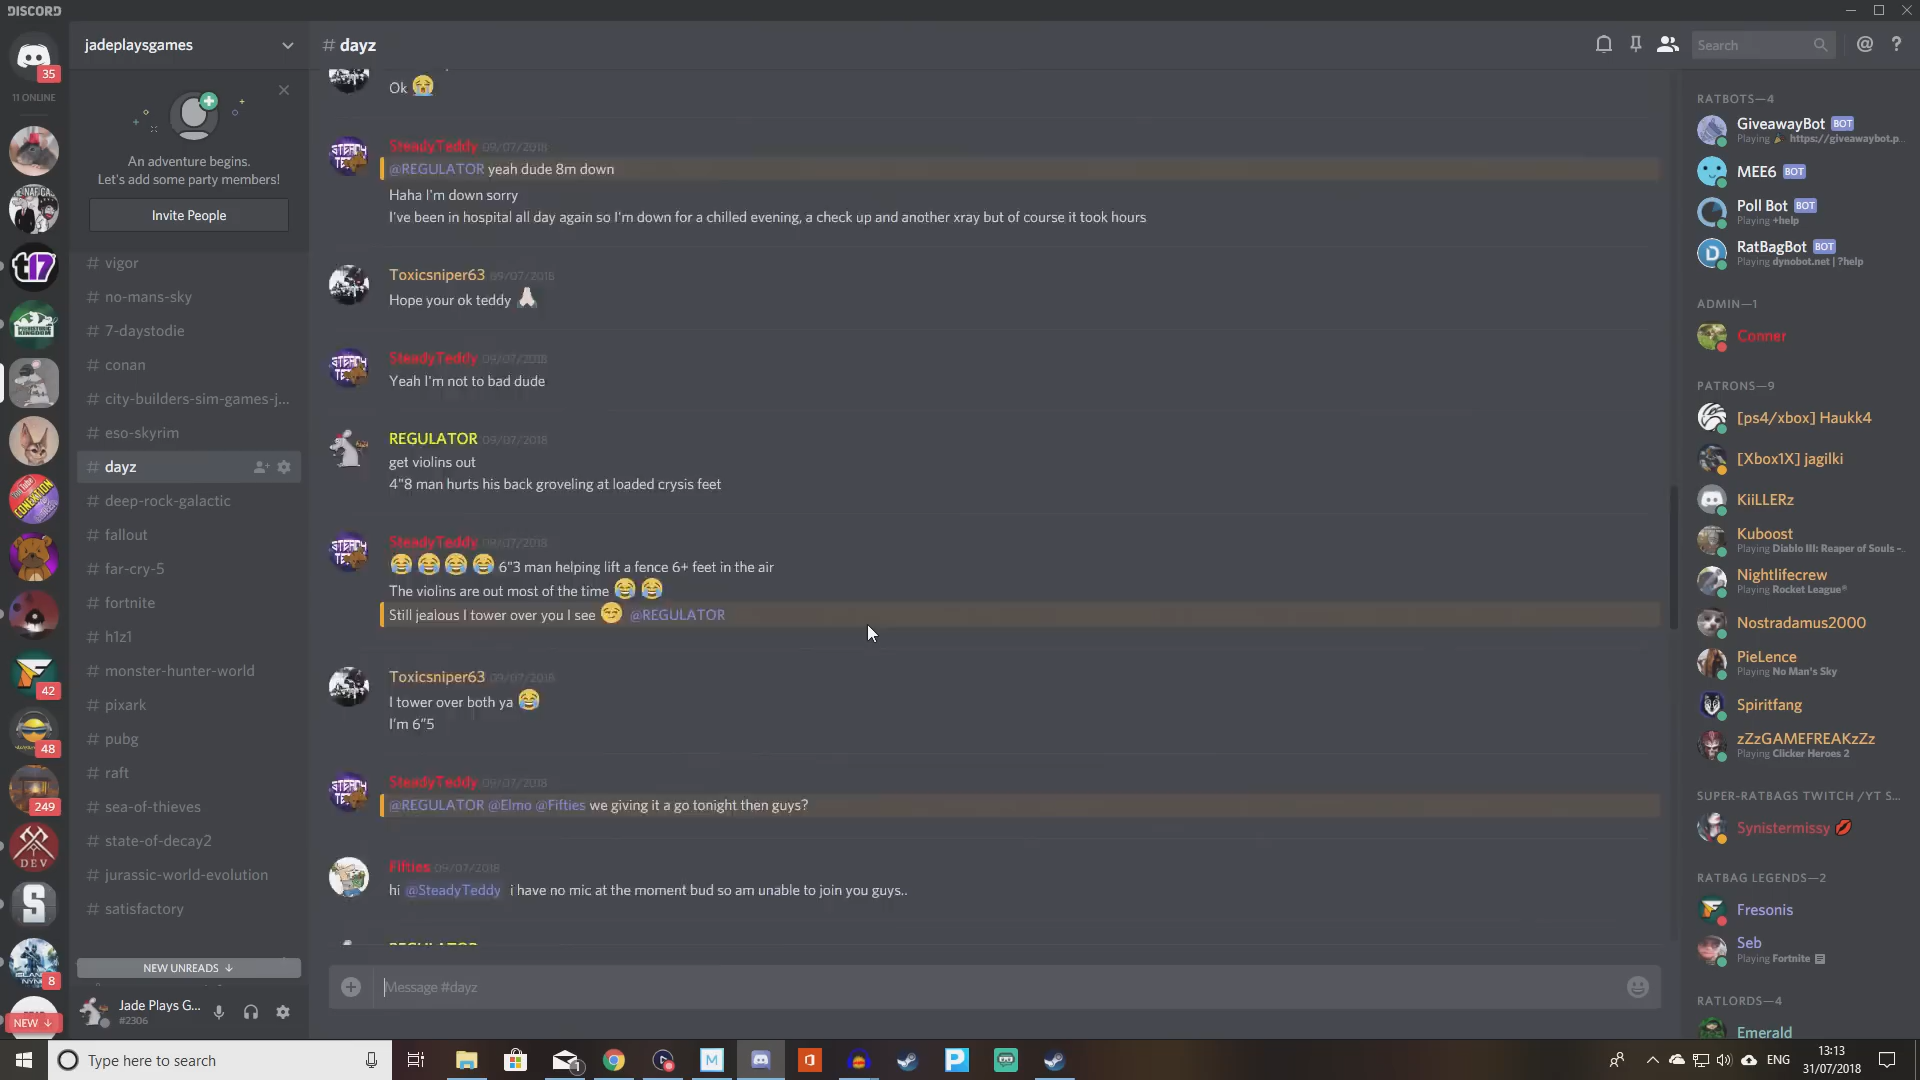 DISCORD
jadeplaysgames
# dayz
Search
@
?
35
11 ONLINE
An adventure begins.
Let's add some party members!
Invite People
# vigor
# no-mans-sky
# 7-daystodie
# conan
# city-builders-sim-games-j...
# eso-skyrim
# dayz
# deep-rock-galactic
# fallout
# far-cry-5
# fortnite
# h1z1
# monster-hunter-world
# pixark
# pubg
# raft
# sea-of-thieves
# state-of-decay2
# jurassic-world-evolution
# satisfactory
NEW UNREADS ↓
t17
42
48
249
DEV
S
8
NEW ↓
Jade Plays G...
#2306
Ok 😭
SteadyTeddy 09/07/2018
@REGULATOR yeah dude 8m down
Haha I'm down sorry
I've been in hospital all day again so I'm down for a chilled evening, a check up and another xray but of course it took hours
Toxicsniper63 09/07/2018
Hope your ok teddy 🙏🏻
SteadyTeddy 09/07/2018
Yeah I'm not to bad dude
REGULATOR 09/07/2018
get violins out
4"8 man hurts his back groveling at loaded crysis feet
SteadyTeddy 09/07/2018
😂 😂 😂 😂 6"3 man helping lift a fence 6+ feet in the air
The violins are out most of the time 😂 😂
Still jealous I tower over you I see 😏 @REGULATOR
Toxicsniper63 09/07/2018
I tower over both ya 😂
I'm 6"5
SteadyTeddy 09/07/2018
@REGULATOR @Elmo @Fifties we giving it a go tonight then guys?
Fifties 09/07/2018
hi @SteadyTeddy i have no mic at the moment bud so am unable to join you guys..
REGULATOR
Message #dayz
RATBOTS—4
GiveawayBot BOT
Playing 🎉 https://giveawaybot.p...
MEE6 BOT
Poll Bot BOT
Playing +help
RatBagBot BOT
Playing dynobot.net | ?help
ADMIN—1
Conner
PATRONS—9
[ps4/xbox] Haukk4
[Xbox1X] jagilki
KiiLLERz
Kuboost
Playing Diablo III: Reaper of Souls -...
Nightlifecrew
Playing Rocket League®
Nostradamus2000
PieLence
Playing No Man's Sky
Spiritfang
zZzGAMEFREAKzZz
Playing Clicker Heroes 2
SUPER-RATBAGS TWITCH /YT S...
Synistermissy 💋
RATBAG LEGENDS—2
Fresonis
Seb
Playing Fortnite
RATLORDS—4
Emerald
Type here to search
1
M
P
ENG
13:13
31/07/2018